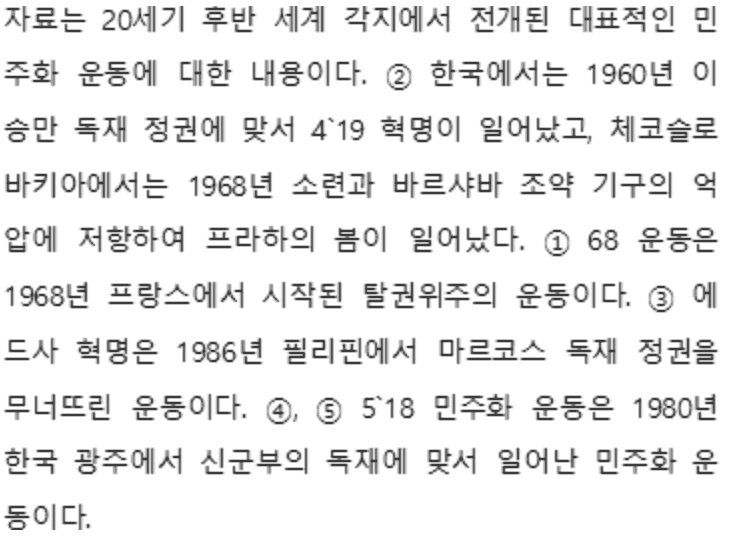 자료는 20세기 후반 세계 각지에서 전개된 대표적인 민
주화 운동에 대한 내용이다. ② 한국에서는 1960년 이
승만 독재 정권에 맞서 4`19 혁명이 일어났고, 체코슬로
바키아에서는 1968년 소련과 바르샤바 조약 기구의 억
압에 저항하여 프라하의 봄이 일어났다. ① 68 운동은
1968년 프랑스에서 시작된 탈권위주의 운동이다. ③ 에
드사 혁명은 1986년 필리핀에서 마르코스 독재 정권을
무너뜨린 운동이다. ④, ⑤ 5`18 민주화 운동은 1980년
한국 광주에서 신군부의 독재에 맞서 일어난 민주화 운
동이다.